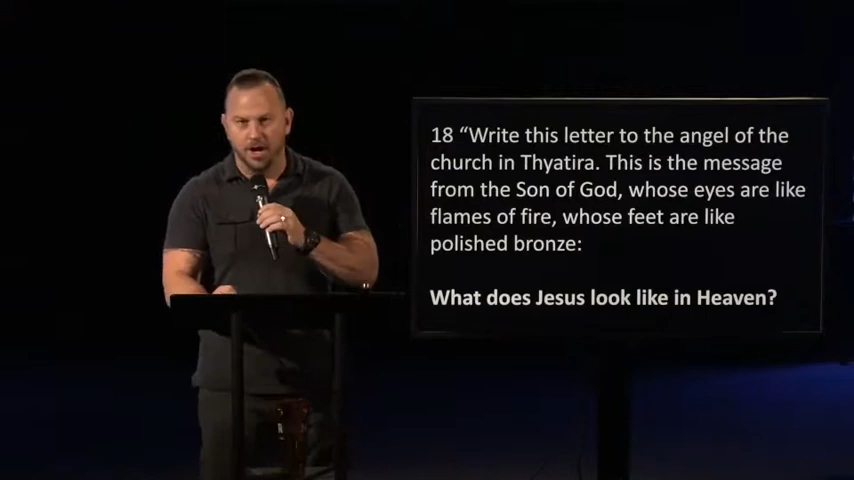 18 “Write this letter to the angel of the
church in Thyatira. This is the message
from the Son of God, whose eyes are like
flames of fire, whose feet are like
polished bronze:
What does Jesus look like in Heaven?